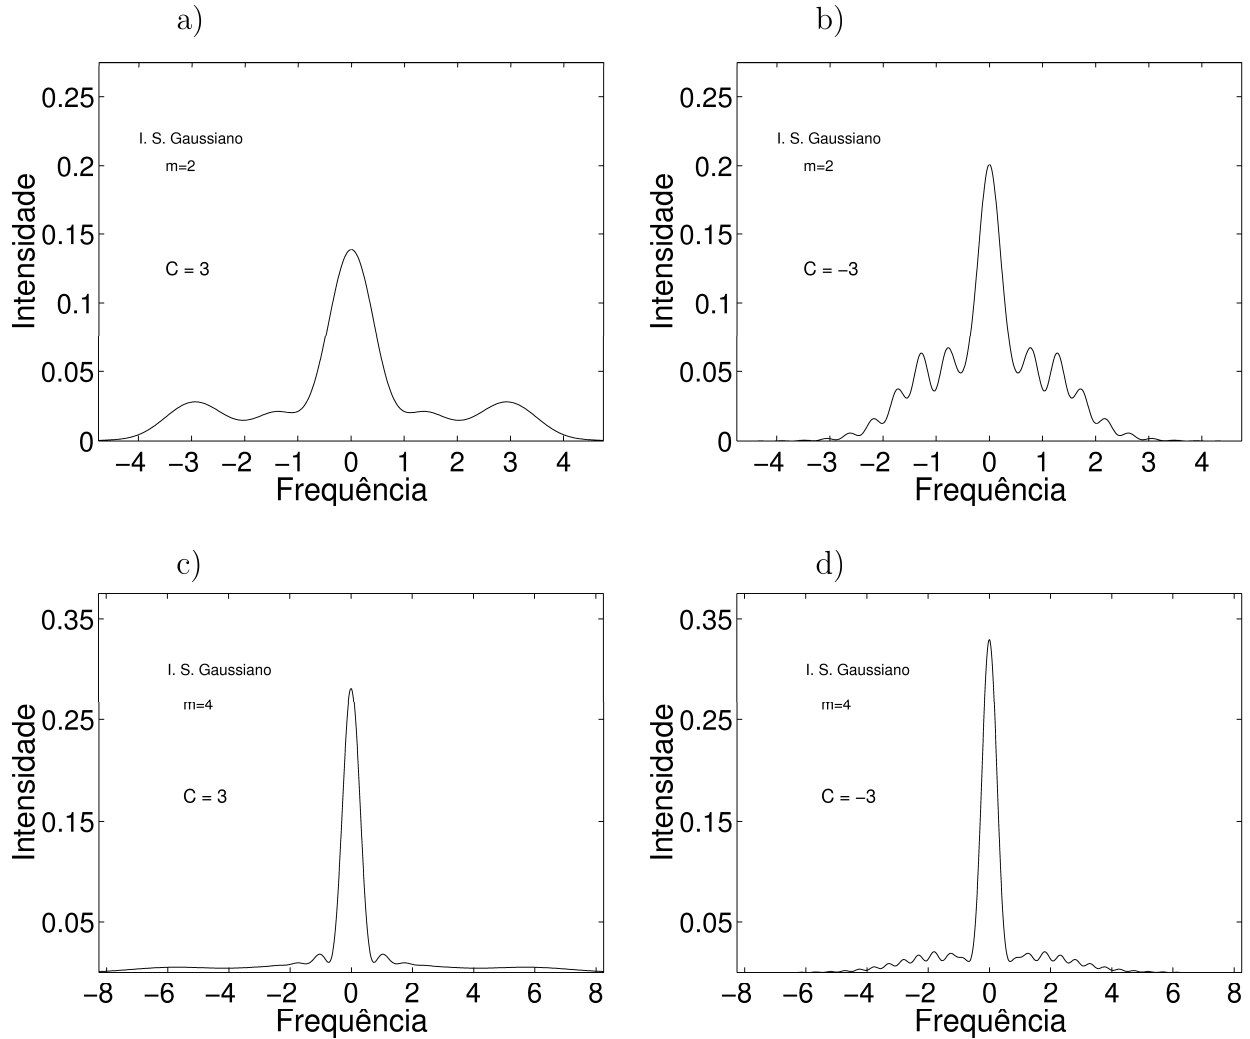 a)
0.25
0.2
0.15
0.1
0.05
0
Intensidade
I. S. Gaussiano
m=2
C = 3
−4 −3 −2 −1 0 1 2 3 4
Frequência
b)
0.25
0.2
0.15
0.1
0.05
0
Intensidade
I. S. Gaussiano
m=2
C = −3
−4 −3 −2 −1 0 1 2 3 4
Frequência
c)
0.35
0.25
0.15
0.05
Intensidade
I. S. Gaussiano
m=4
C = 3
−8 −6 −4 −2 0 2 4 6 8
Frequência
d)
0.35
0.25
0.15
0.05
Intensidade
I. S. Gaussiano
m=4
C = −3
−8 −6 −4 −2 0 2 4 6 8
Frequência